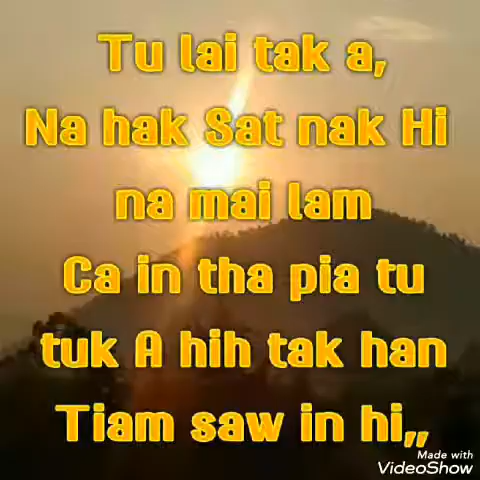 Tu lai tak a,
Na hak Sat nak Hi
na mai lam
Ca in tha pia tu
tuk A hih tak han
Tiam saw in hi,,
Made with
VideoShow